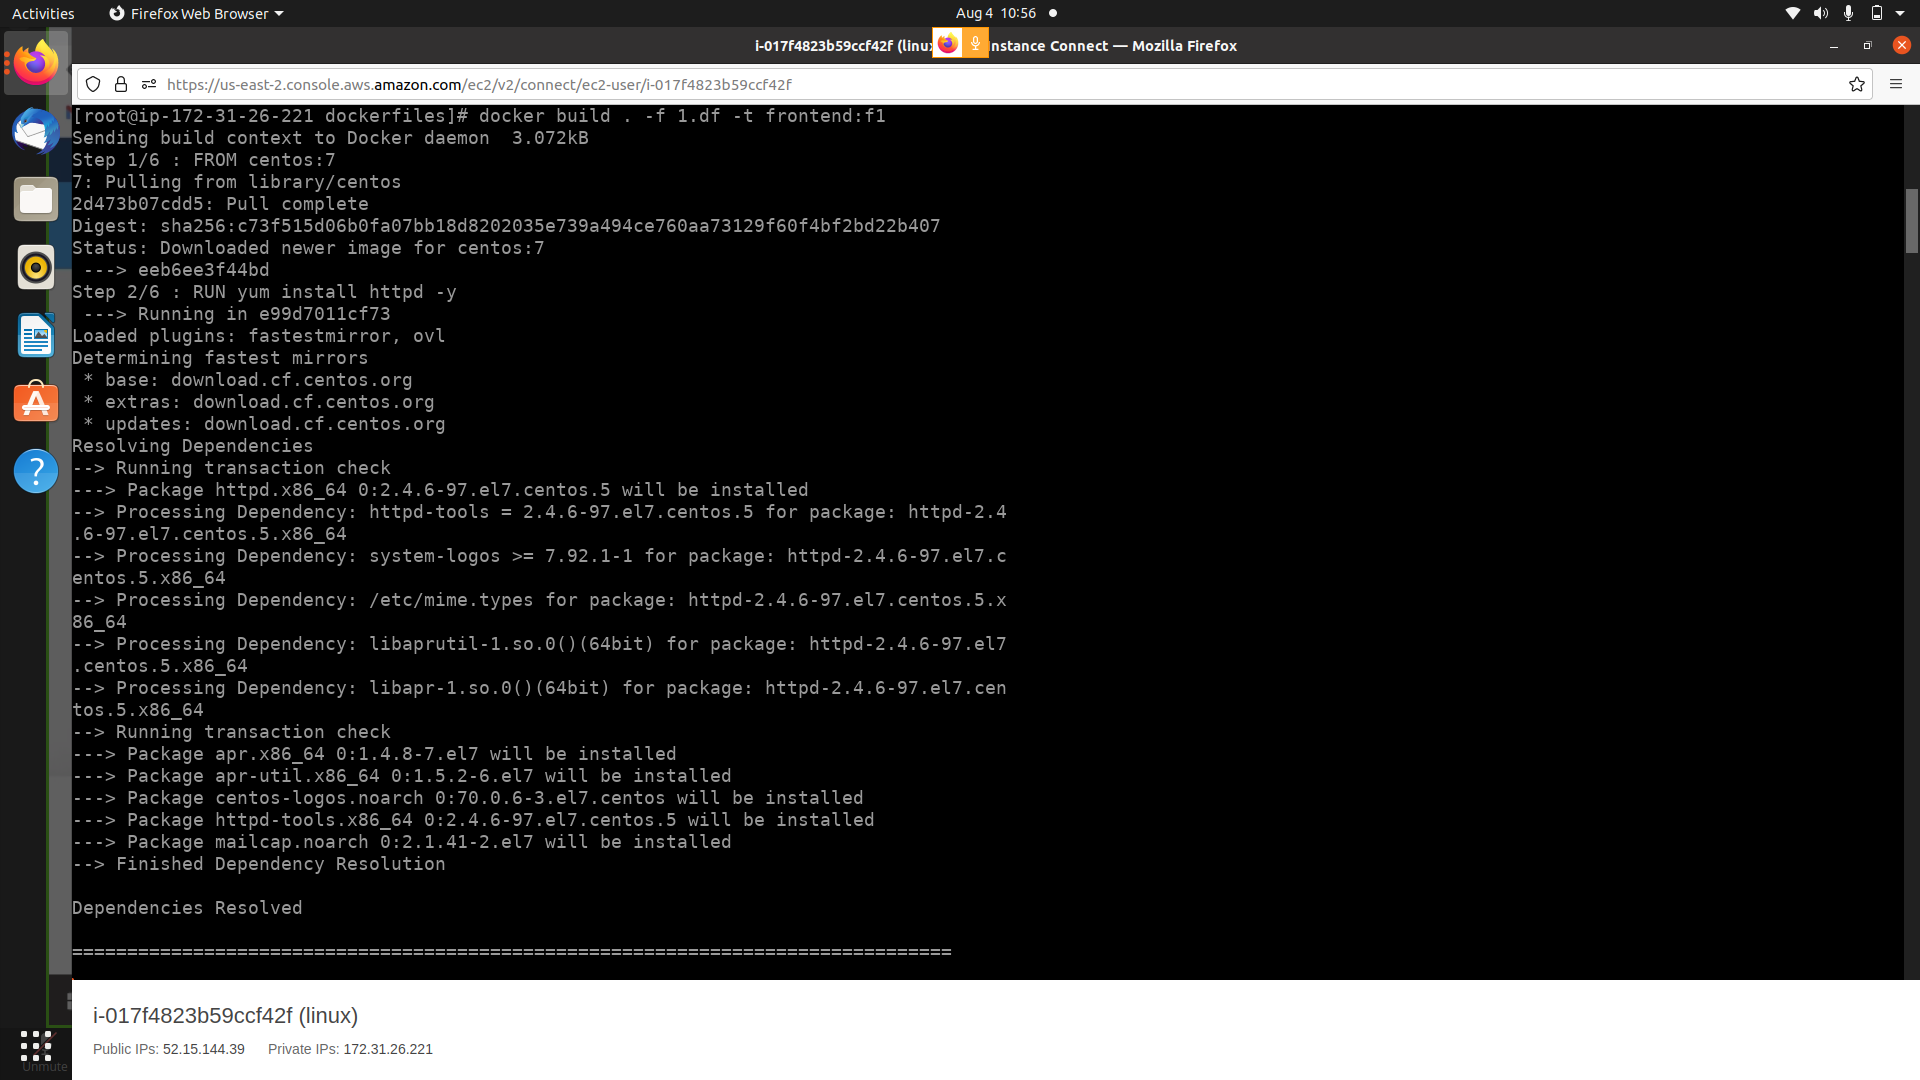 Activities Firefox Web Browser Aug 4 10:56
i-017f4823b59ccf42f (linu nstance Connect — Mozilla Firefox
https://us-east-2.console.aws.amazon.com/ec2/v2/connect/ec2-user/i-017f4823b59ccf42f
[root@ip-172-31-26-221 dockerfiles]# docker build . -f 1.df -t frontend:f1
Sending build context to Docker daemon  3.072kB
Step 1/6 : FROM centos:7
7: Pulling from library/centos
2d473b07cdd5: Pull complete
Digest: sha256:c73f515d06b0fa07bb18d8202035e739a494ce760aa73129f60f4bf2bd22b407
Status: Downloaded newer image for centos:7
 ---> eeb6ee3f44bd
Step 2/6 : RUN yum install httpd -y
 ---> Running in e99d7011cf73
Loaded plugins: fastestmirror, ovl
Determining fastest mirrors
 * base: download.cf.centos.org
 * extras: download.cf.centos.org
 * updates: download.cf.centos.org
Resolving Dependencies
--> Running transaction check
---> Package httpd.x86_64 0:2.4.6-97.el7.centos.5 will be installed
--> Processing Dependency: httpd-tools = 2.4.6-97.el7.centos.5 for package: httpd-2.4
.6-97.el7.centos.5.x86_64
--> Processing Dependency: system-logos >= 7.92.1-1 for package: httpd-2.4.6-97.el7.c
entos.5.x86_64
--> Processing Dependency: /etc/mime.types for package: httpd-2.4.6-97.el7.centos.5.x
86_64
--> Processing Dependency: libaprutil-1.so.0()(64bit) for package: httpd-2.4.6-97.el7
.centos.5.x86_64
--> Processing Dependency: libapr-1.so.0()(64bit) for package: httpd-2.4.6-97.el7.cen
tos.5.x86_64
--> Running transaction check
---> Package apr.x86_64 0:1.4.8-7.el7 will be installed
---> Package apr-util.x86_64 0:1.5.2-6.el7 will be installed
---> Package centos-logos.noarch 0:70.0.6-3.el7.centos will be installed
---> Package httpd-tools.x86_64 0:2.4.6-97.el7.centos.5 will be installed
---> Package mailcap.noarch 0:2.1.41-2.el7 will be installed
--> Finished Dependency Resolution
Dependencies Resolved
================================================================================
i-017f4823b59ccf42f (linux)
Public IPs: 52.15.144.39 Private IPs: 172.31.26.221
Unmute